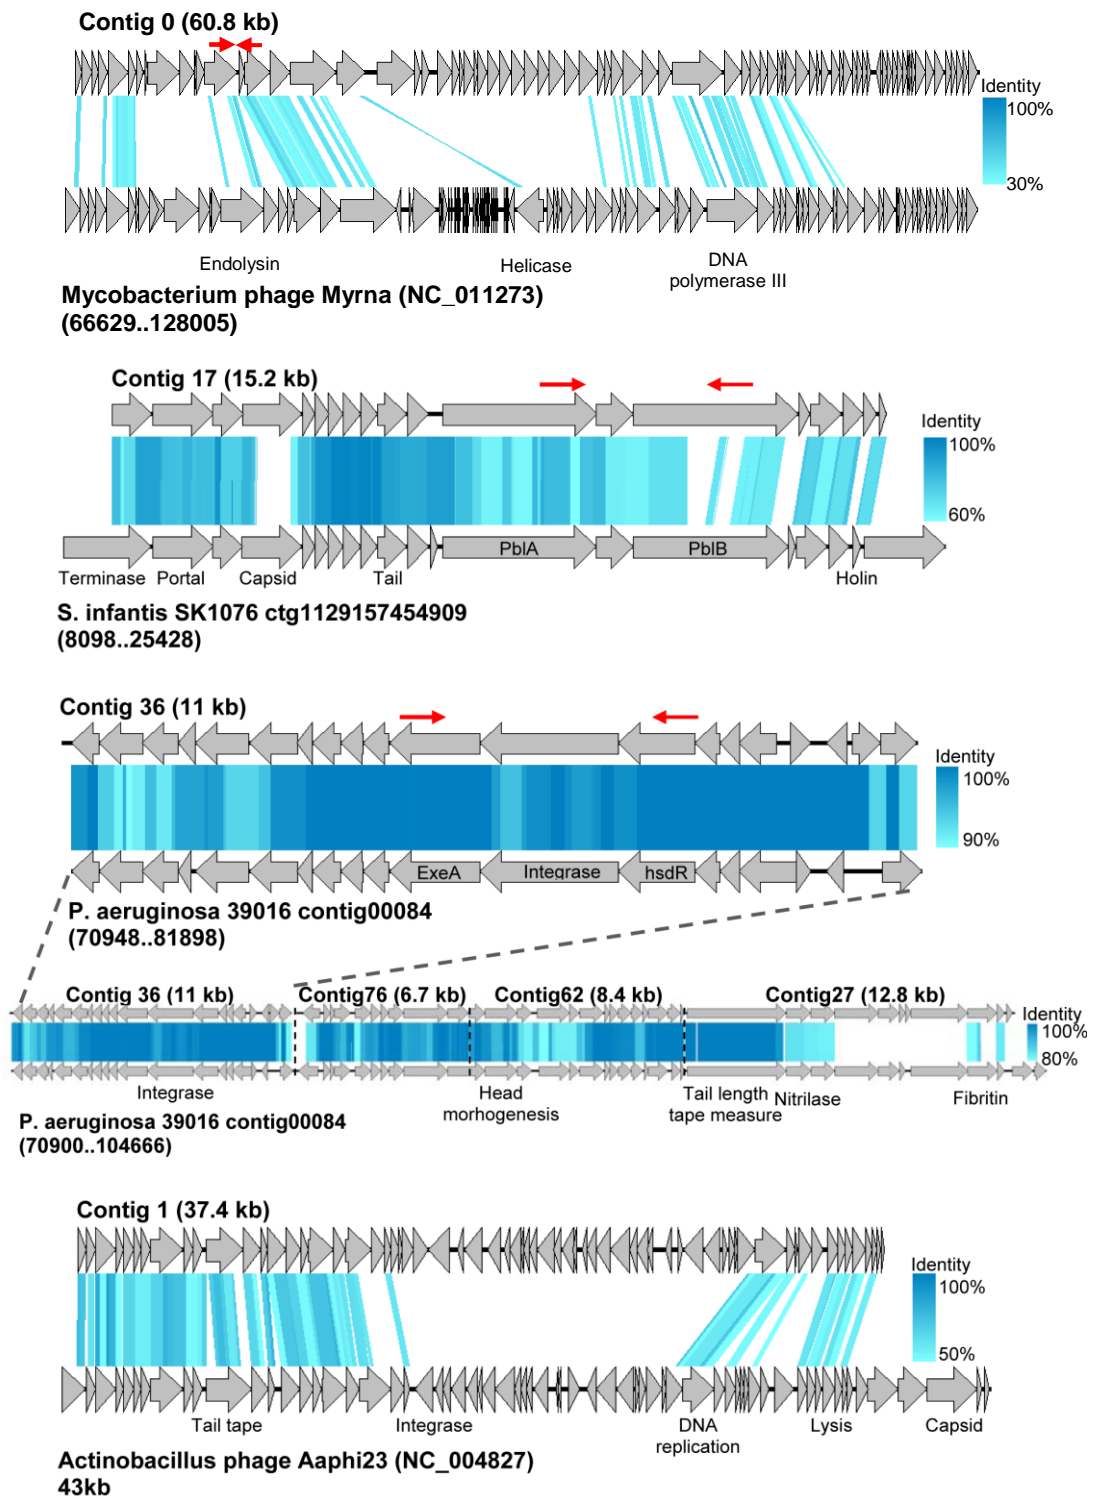 Contig 0 (60.8 kb)
Identity
100%
30%
Endolysin
Helicase
DNA
polymerase III
Mycobacterium phage Myrna (NC_011273)
(66629..128005)
Contig 17 (15.2 kb)
Identity
100%
60%
PblA
PblB
Terminase
Portal
Capsid
Tail
Holin
S. infantis SK1076 ctg1129157454909
(8098..25428)
Contig 36 (11 kb)
Identity
100%
90%
ExeA
Integrase
hsdR
P. aeruginosa 39016 contig00084
(70948..81898)
Contig 36 (11 kb)
Contig76 (6.7 kb)
Contig62 (8.4 kb)
Contig27 (12.8 kb)
Identity
100%
80%
Integrase
Head
morhogenesis
Tail length
tape measure
Nitrilase
Fibritin
P. aeruginosa 39016 contig00084
(70900..104666)
Contig 1 (37.4 kb)
Identity
100%
50%
Tail tape
Integrase
DNA
replication
Lysis
Capsid
Actinobacillus phage Aaphi23 (NC_004827)
43kb